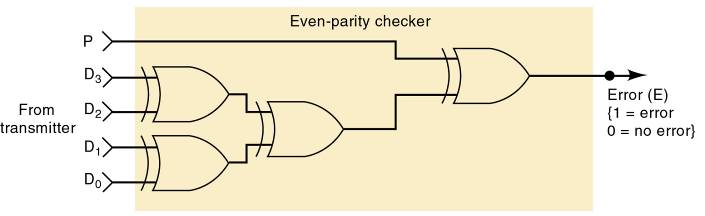 Even-parity checker
P
D₃
D₂
D₁
D₀
From
transmitter
Error (E)
{1 = error
0 = no error}